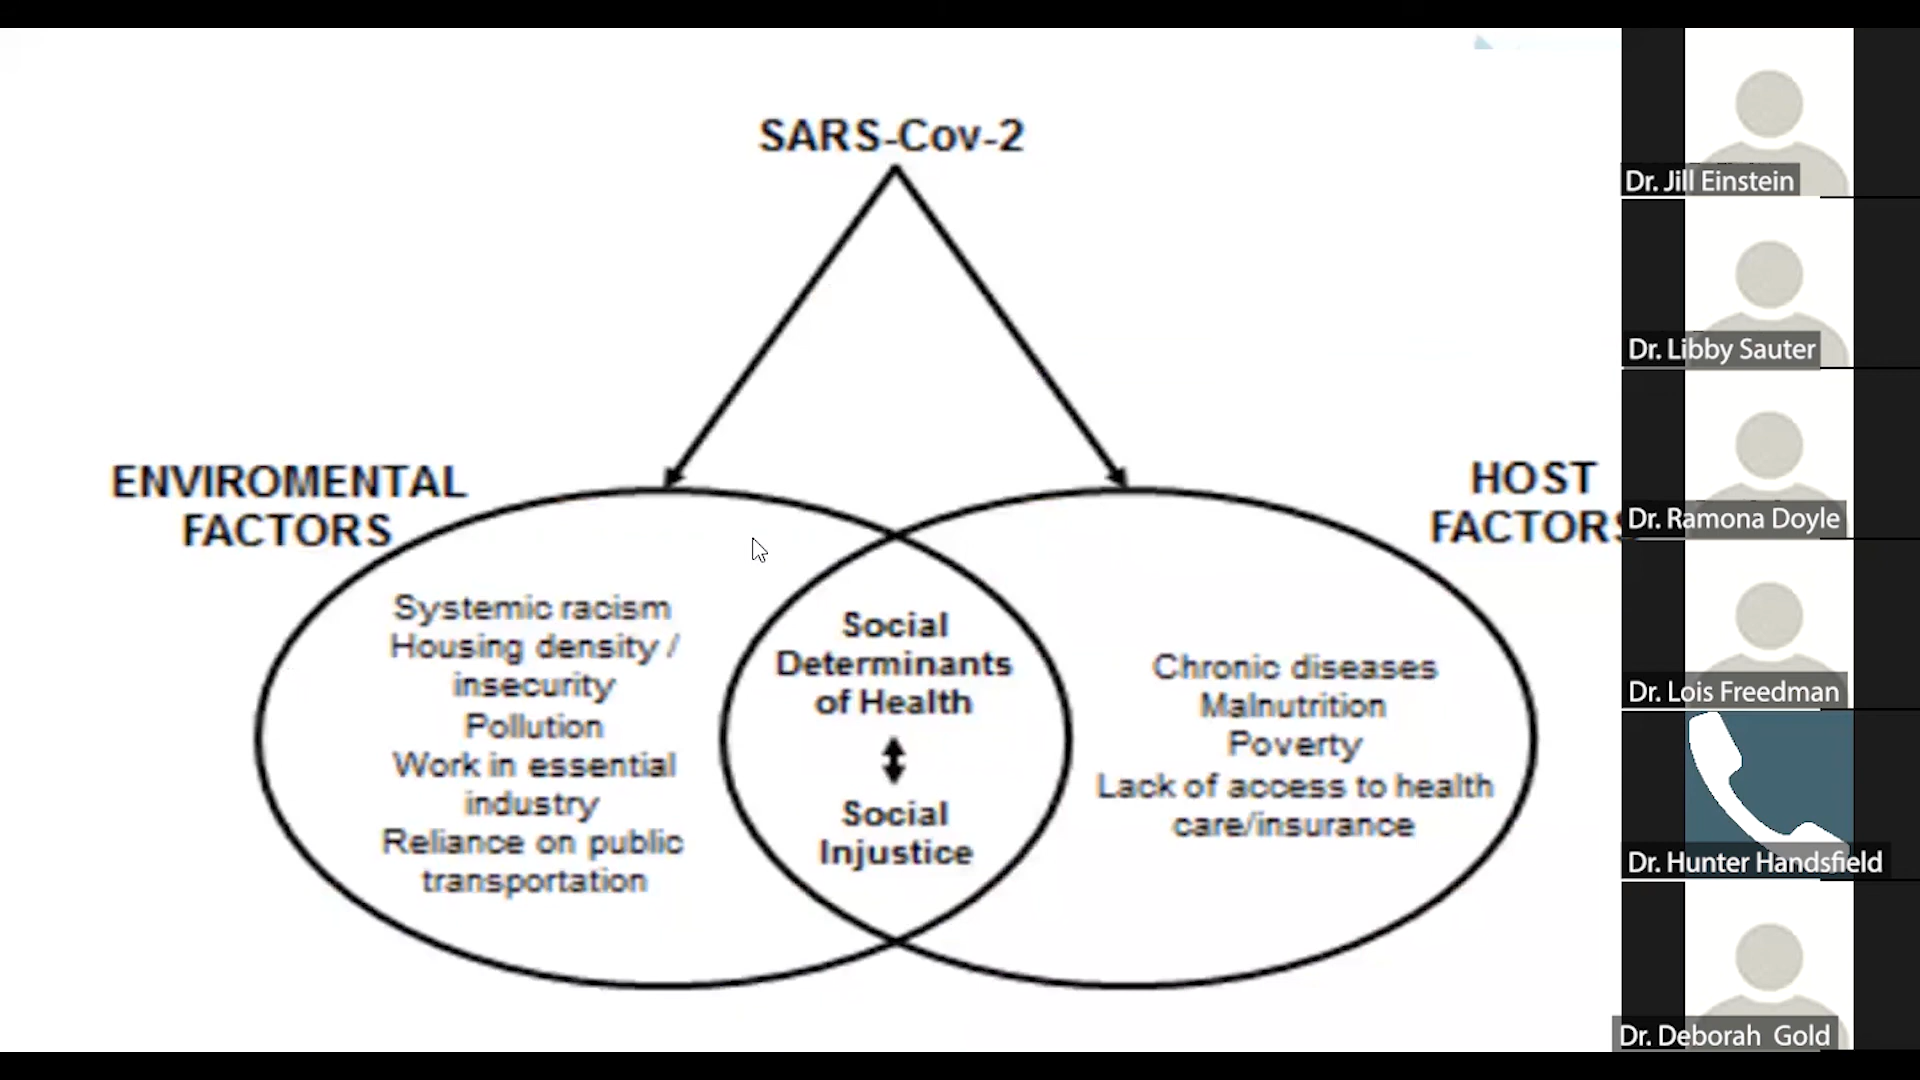 SARS-Cov-2
ENVIROMENTAL
FACTORS
HOST
FACTORS
Systemic racism
Housing density /
insecurity
Pollution
Work in essential
industry
Reliance on public
transportation
Social
Determinants
of Health
Social
Injustice
Chronic diseases
Malnutrition
Poverty
Lack of access to health
care/insurance
Dr. Jill Einstein
Dr. Libby Sauter
Dr. Ramona Doyle
Dr. Lois Freedman
Dr. Hunter Handsfield
Dr. Deborah Gold